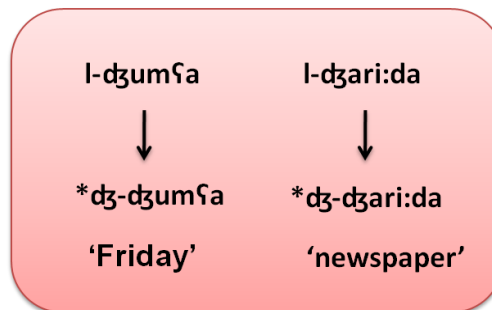 l-ʤumʕa l-ʤari:da
*ʤ-ʤumʕa *ʤ-ʤari:da
‘Friday’ ‘newspaper’